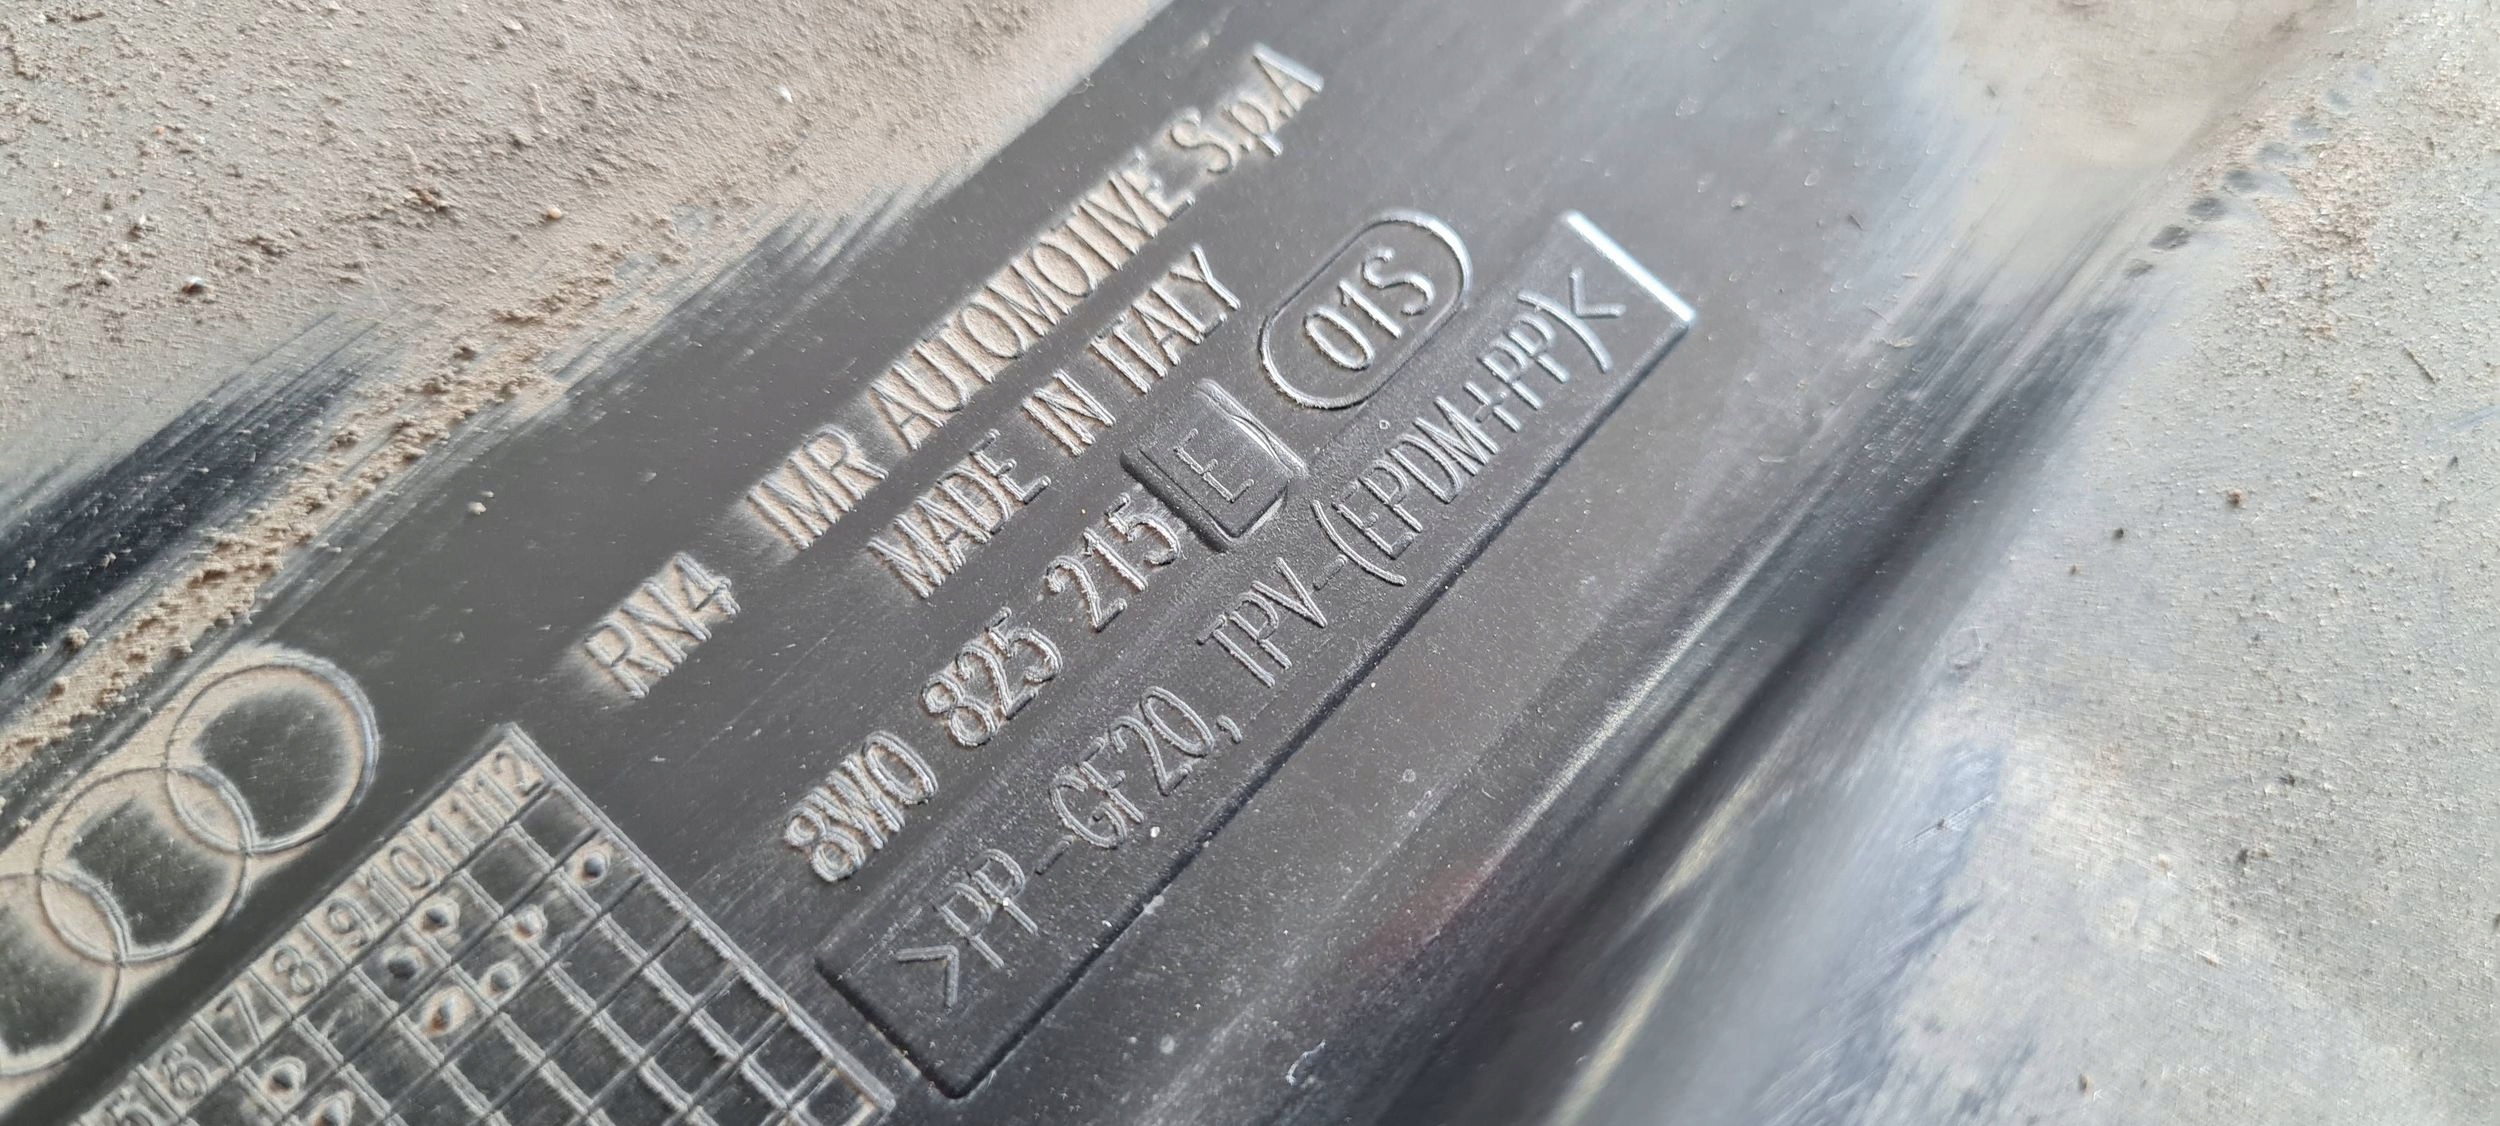 RN4 IMR AUTOMOTIVE S.p.A
MADE IN ITALY
8W0 825 215 E 01S
>PP-GF20, TPV-(EPDM+PP)<
5 6 7 8 9 10 11 12